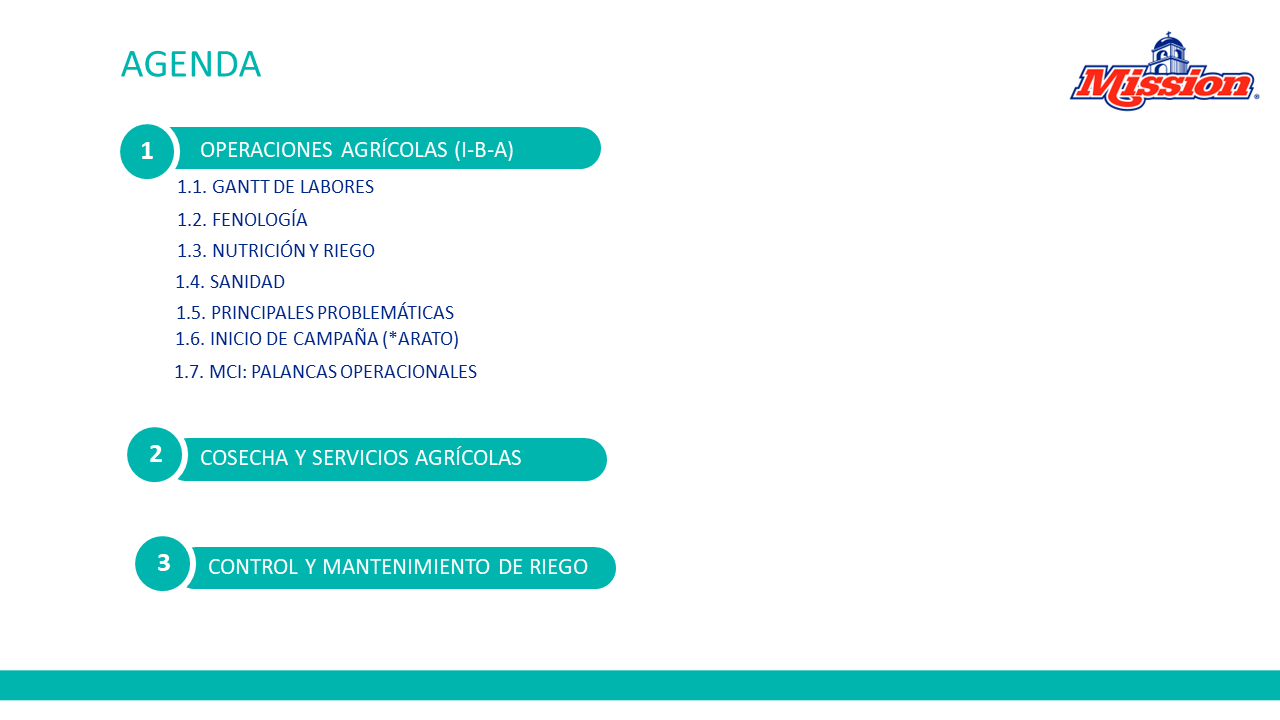 AGENDA
Mission®
1 OPERACIONES AGRÍCOLAS (I-B-A)
1.1. GANTT DE LABORES
1.2. FENOLOGÍA
1.3. NUTRICIÓN Y RIEGO
1.4. SANIDAD
1.5. PRINCIPALES PROBLEMÁTICAS
1.6. INICIO DE CAMPAÑA (*ARATO)
1.7. MCI: PALANCAS OPERACIONALES
2 COSECHA Y SERVICIOS AGRÍCOLAS
3 CONTROL Y MANTENIMIENTO DE RIEGO